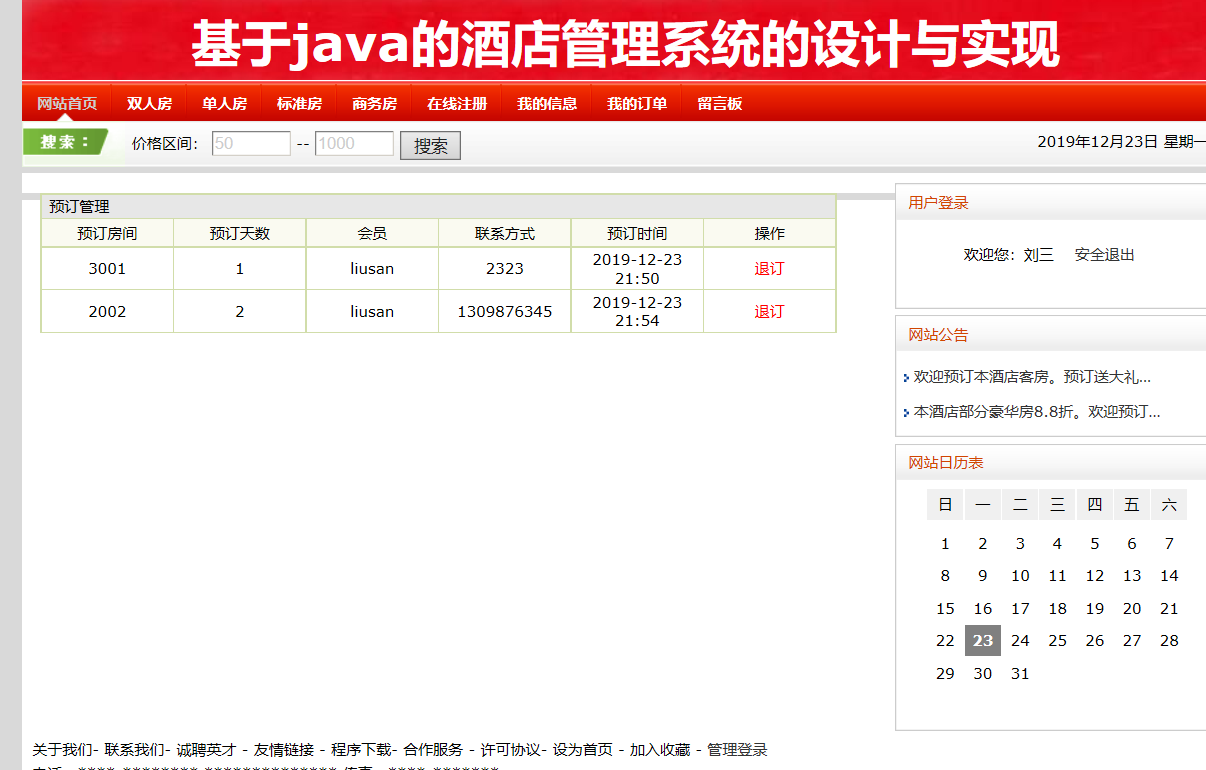 基于java的酒店管理系统的设计与实现
网站首页 双人房 单人房 标准房 商务房 在线注册 我的信息 我的订单 留言板
搜索： 价格区间: 50 -- 1000 搜索 2019年12月23日 星期一
预订管理
预订房间 预订天数 会员 联系方式 预订时间 操作
3001 1 liusan 2323 2019-12-23 21:50 退订
2002 2 liusan 1309876345 2019-12-23 21:54 退订
用户登录
欢迎您: 刘三 安全退出
网站公告
欢迎预订本酒店客房。预订送大礼...
本酒店部分豪华房8.8折。欢迎预订...
网站日历表
日 一 二 三 四 五 六
1 2 3 4 5 6 7
8 9 10 11 12 13 14
15 16 17 18 19 20 21
22 23 24 25 26 27 28
29 30 31
关于我们- 联系我们- 诚聘英才 - 友情链接 - 程序下载- 合作服务 - 许可协议- 设为首页 - 加入收藏 - 管理登录